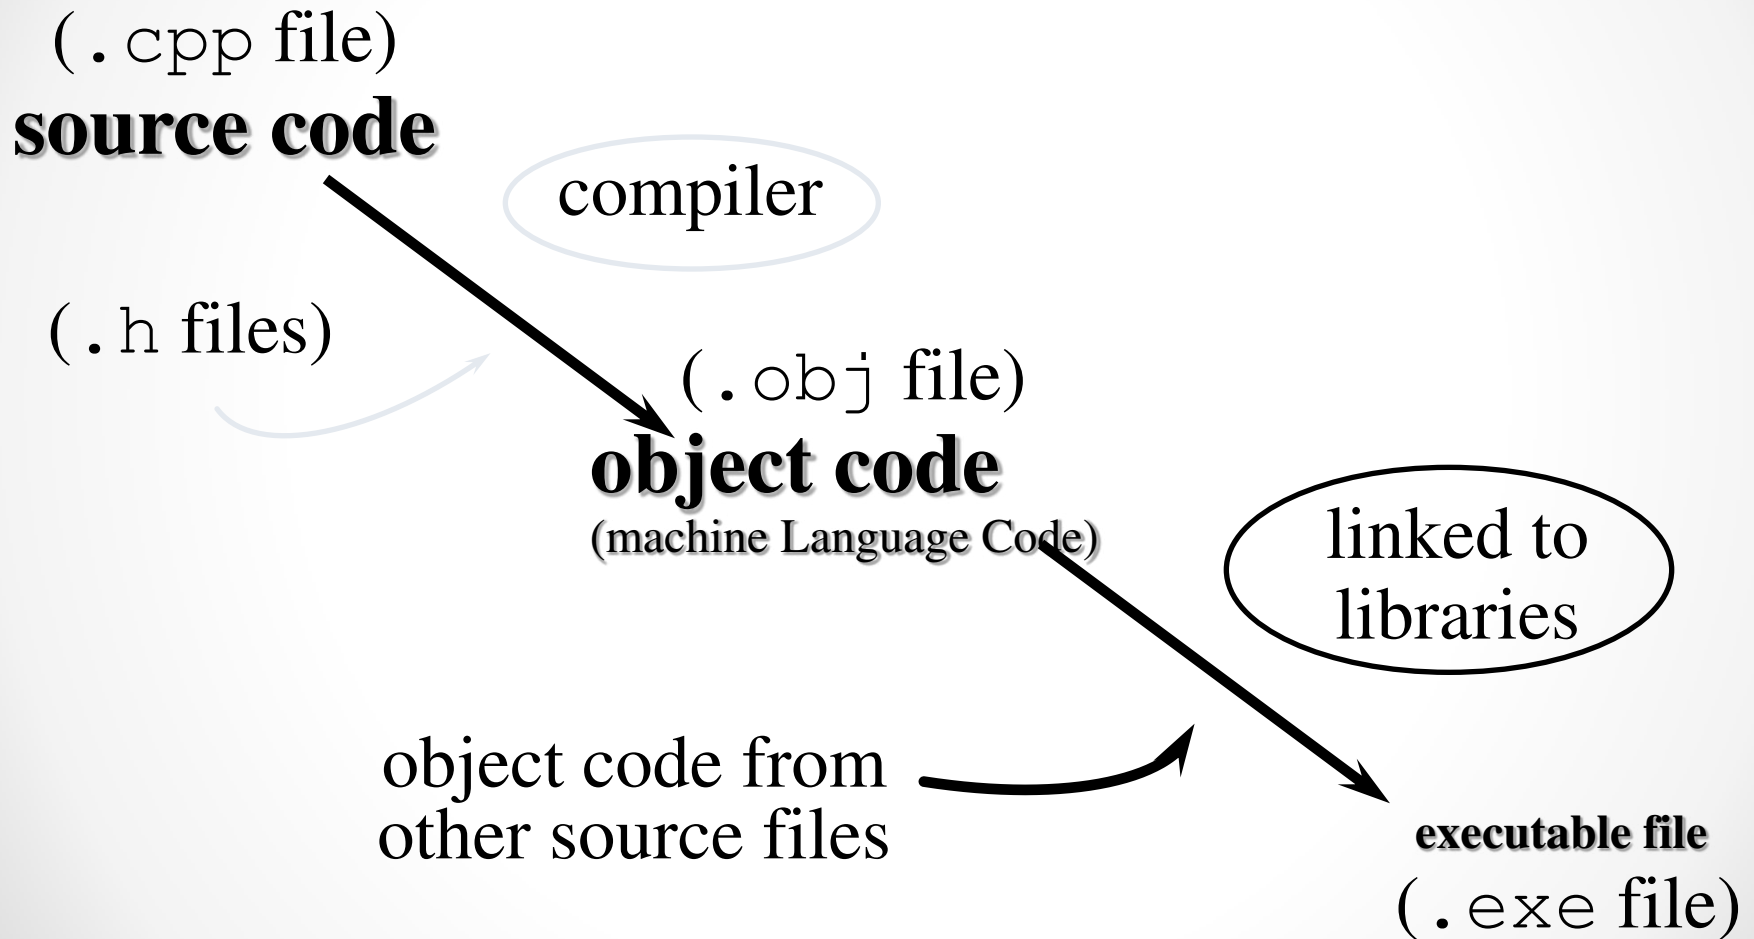 (.cpp file)
source code
compiler
(.h files)
(.obj file)
object code
(machine Language Code)
linked to
libraries
object code from
other source files
executable file
(.exe file)